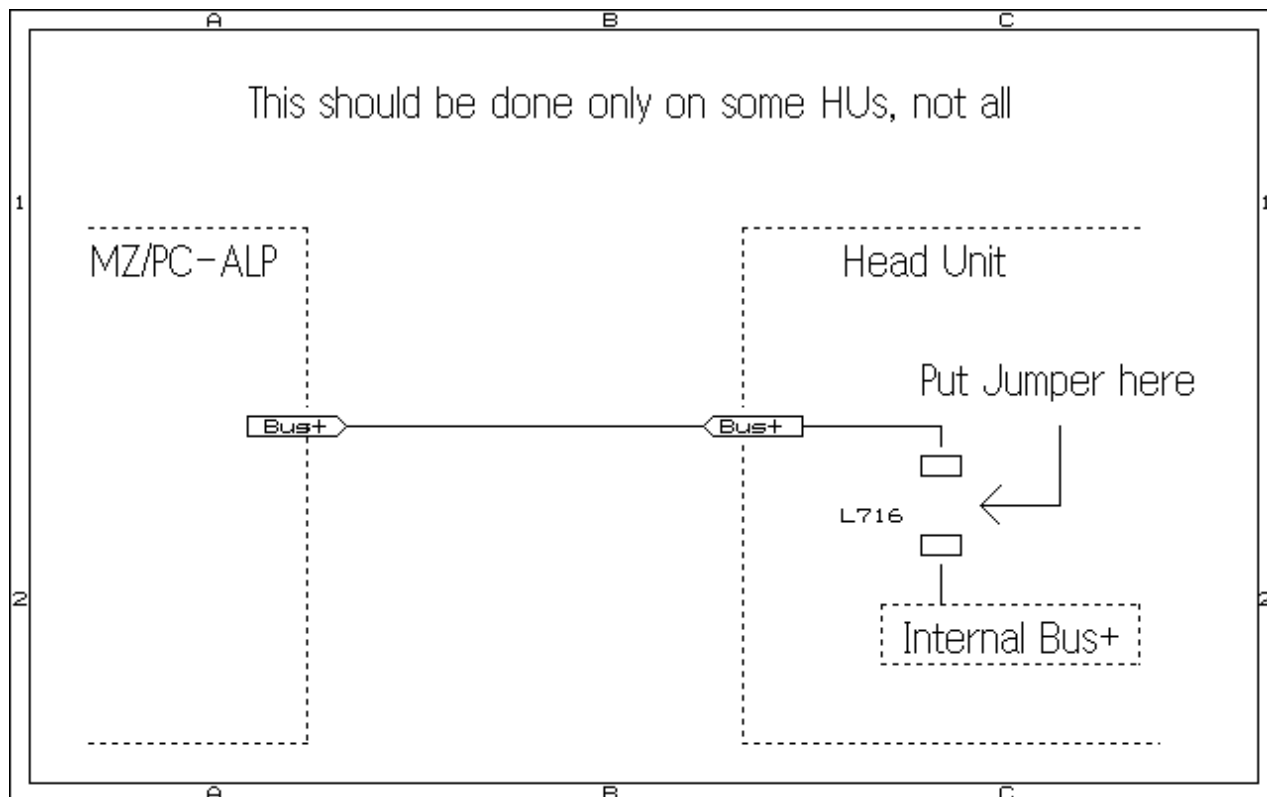 A B C
This should be done only on some HUs, not all
1 1
MZ/PC-ALP Head Unit
Put Jumper here
Bus+ Bus+
L716
2 2
Internal Bus+
A B C